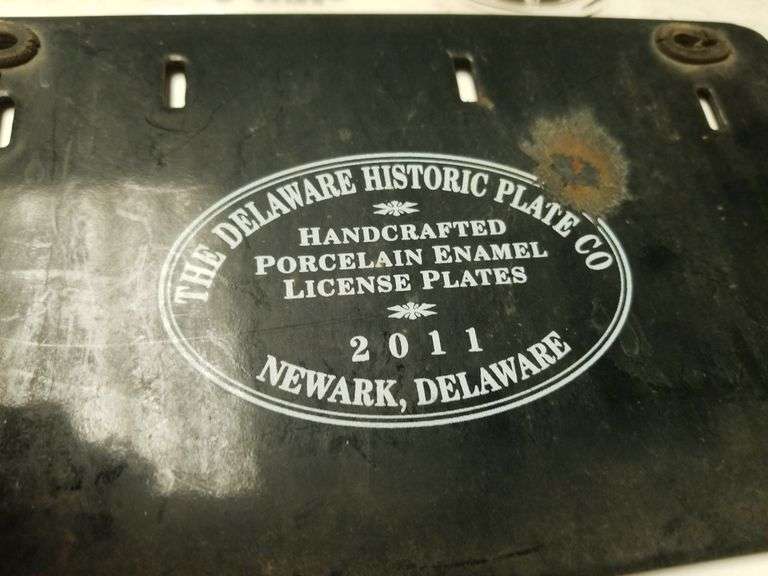 THE DELAWARE HISTORIC PLATE CO
HANDCRAFTED
PORCELAIN ENAMEL
LICENSE PLATES
2011
NEWARK, DELAWARE